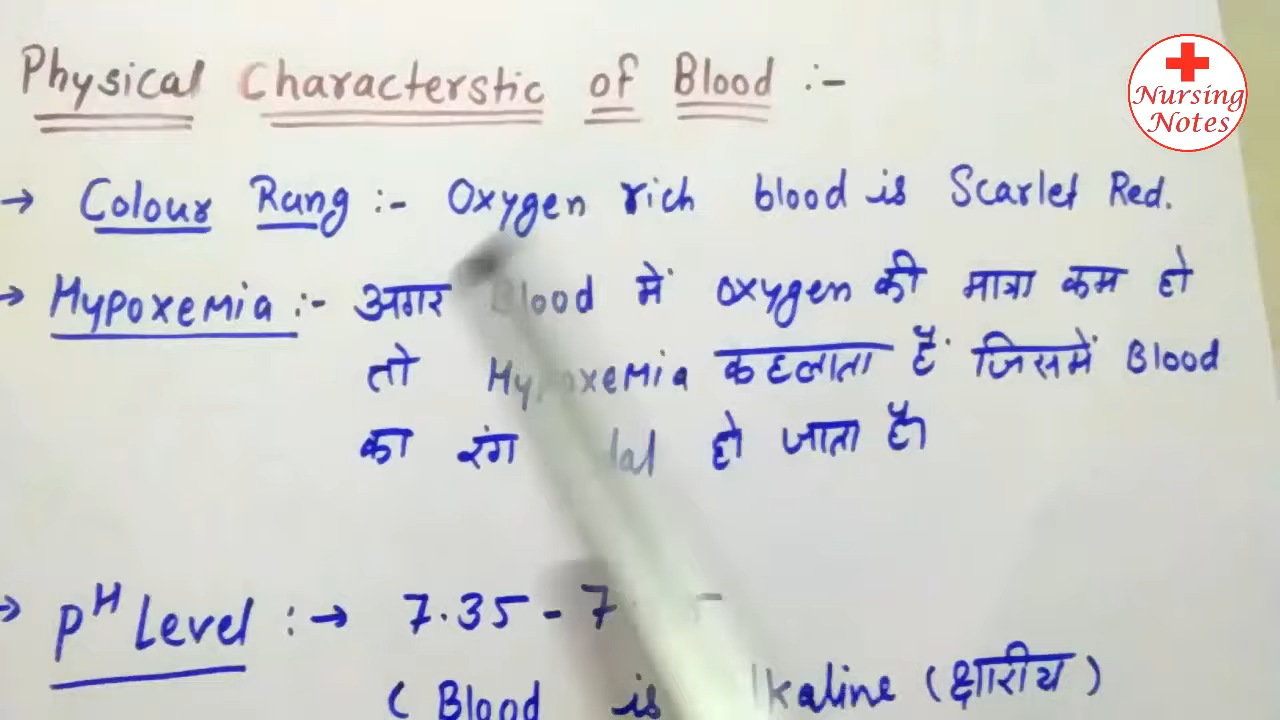 Physical Characterstic of Blood :-
Nursing
Notes
→ Colour Rang :- Oxygen rich blood is Scarlet Red.
→ Hypoxemia :- अगर Blood में oxygen की मात्रा कम हो
तो Hypoxemia कहलाता है जिसमें Blood
का रंग हो जाता है।
→ pH Level :→ 7.35 - 7.
( Blood is Alkaline (क्षारीय)